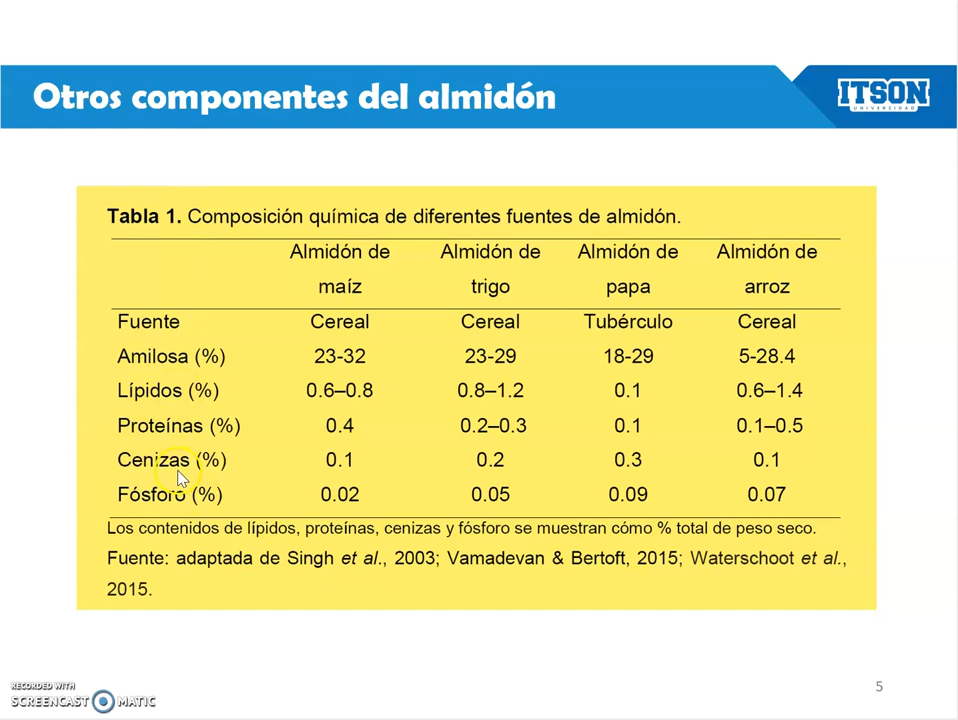 Otros componentes del almidón
ITSON
UNIVERSIDAD
Tabla 1. Composición química de diferentes fuentes de almidón.
Almidón de Almidón de Almidón de Almidón de
maíz trigo papa arroz
Fuente Cereal Cereal Tubérculo Cereal
Amilosa (%) 23-32 23-29 18-29 5-28.4
Lípidos (%) 0.6–0.8 0.8–1.2 0.1 0.6–1.4
Proteínas (%) 0.4 0.2–0.3 0.1 0.1–0.5
Cenizas (%) 0.1 0.2 0.3 0.1
Fósforo (%) 0.02 0.05 0.09 0.07
Los contenidos de lípidos, proteínas, cenizas y fósforo se muestran cómo % total de peso seco.
Fuente: adaptada de Singh et al., 2003; Vamadevan & Bertoft, 2015; Waterschoot et al.,
2015.
RECORDED WITH
SCREENCAST MATIC
5